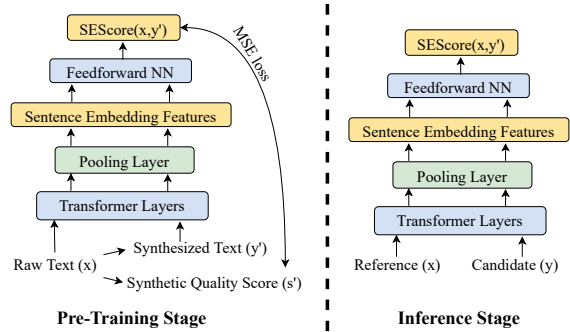 SEScore(x,y')
MSE loss
Feedforward NN
Sentence Embedding Features
Pooling Layer
Transformer Layers
Raw Text (x)
Synthesized Text (y')
Synthetic Quality Score (s')
Pre-Training Stage
SEScore(x,y')
Feedforward NN
Sentence Embedding Features
Pooling Layer
Transformer Layers
Reference (x)
Candidate (y)
Inference Stage